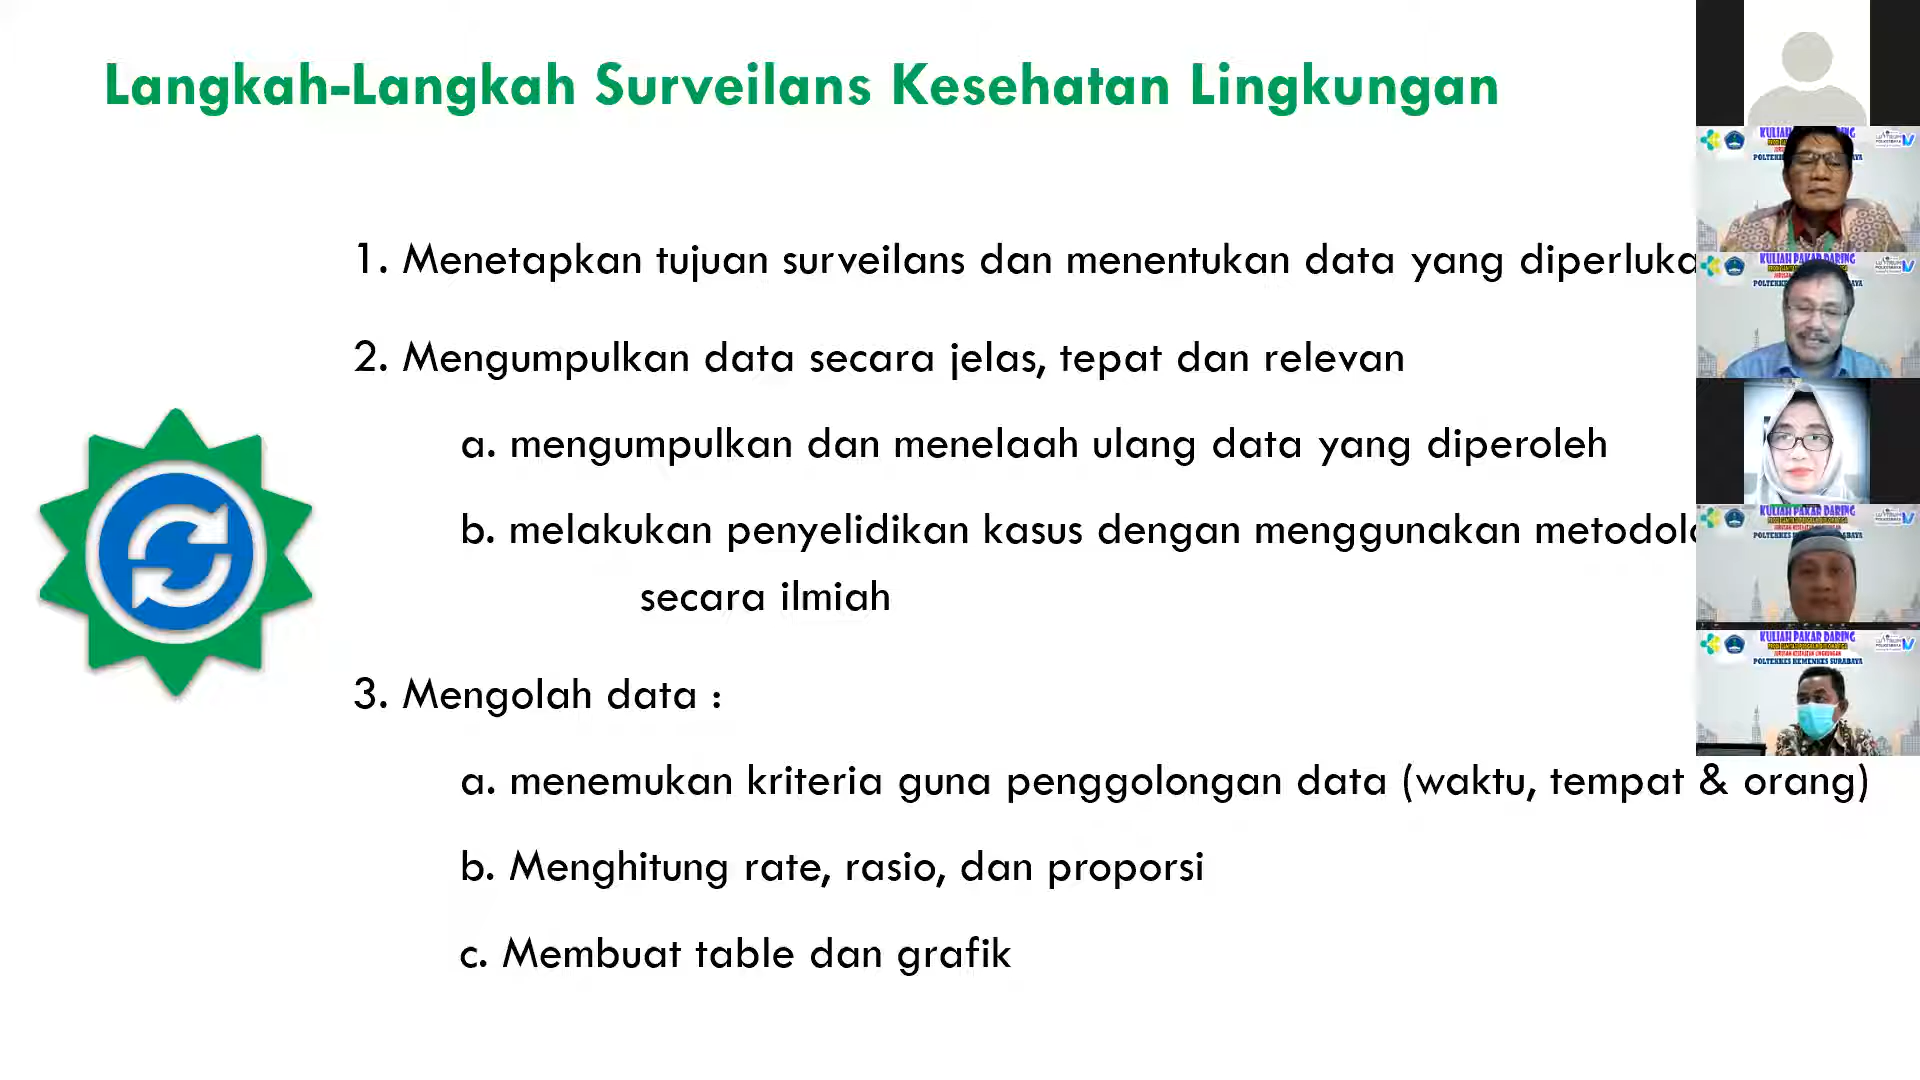 Langkah-Langkah Surveilans Kesehatan Lingkungan
1. Menetapkan tujuan surveilans dan menentukan data yang diperluka
2. Mengumpulkan data secara jelas, tepat dan relevan
a. mengumpulkan dan menelaah ulang data yang diperoleh
b. melakukan penyelidikan kasus dengan menggunakan metodolo
secara ilmiah
3. Mengolah data :
a. menemukan kriteria guna penggolongan data (waktu, tempat & orang)
b. Menghitung rate, rasio, dan proporsi
c. Membuat table dan grafik
KULIAH PAKAR DARING
POLTEKKES KEMENKES SURABAYA